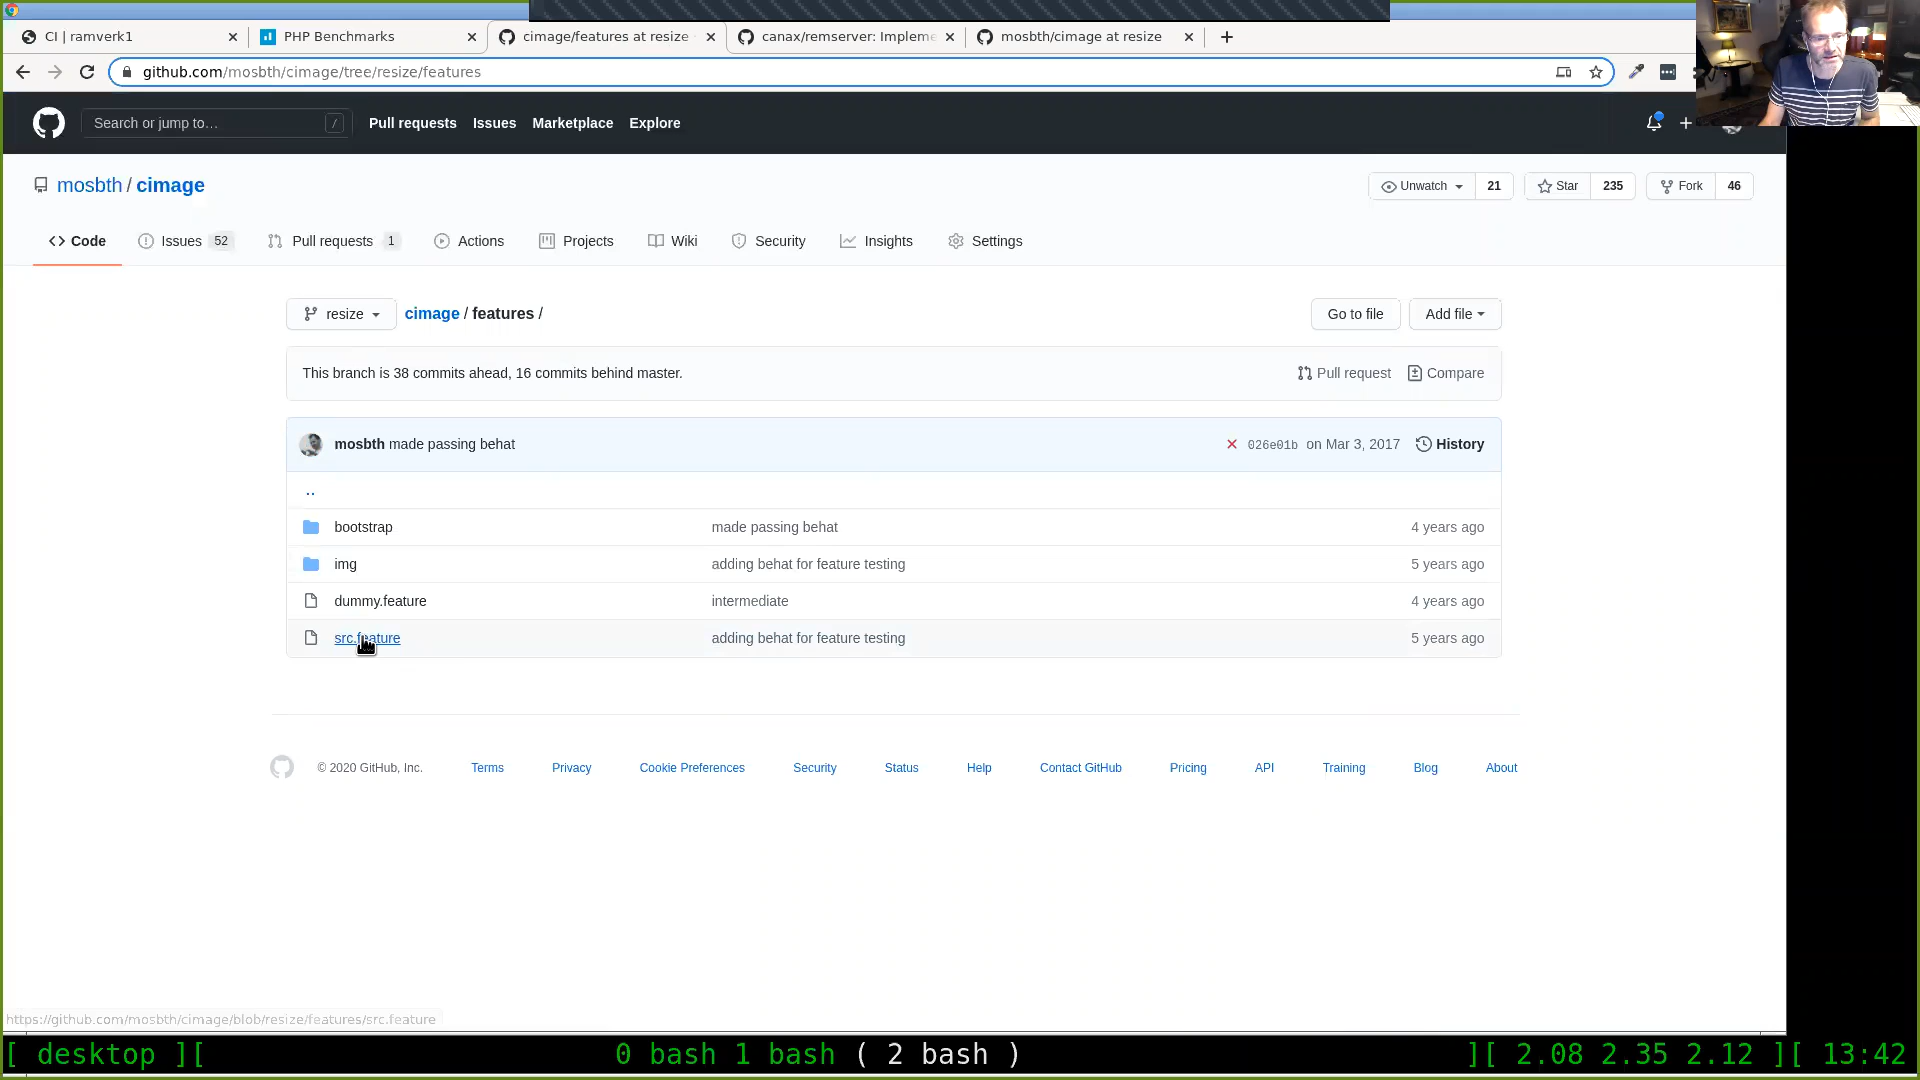 CI | ramverk1
PHP Benchmarks
cimage/features at resize
canax/remserver: Impleme
mosbth/cimage at resize
github.com/mosbth/cimage/tree/resize/features
Search or jump to…
/
Pull requests
Issues
Marketplace
Explore
mosbth / cimage
Unwatch 21
Star 235
Fork 46
Code
Issues 52
Pull requests 1
Actions
Projects
Wiki
Security
Insights
Settings
resize
cimage / features /
Go to file
Add file
This branch is 38 commits ahead, 16 commits behind master.
Pull request
Compare
mosbth made passing behat
026e01b on Mar 3, 2017
History
..
bootstrap made passing behat 4 years ago
img adding behat for feature testing 5 years ago
dummy.feature intermediate 4 years ago
src.feature adding behat for feature testing 5 years ago
© 2020 GitHub, Inc.
Terms
Privacy
Cookie Preferences
Security
Status
Help
Contact GitHub
Pricing
API
Training
Blog
About
https://github.com/mosbth/cimage/blob/resize/features/src.feature
[ desktop ][ 0 bash 1 bash ( 2 bash ) ][ 2.08 2.35 2.12 ][ 13:42